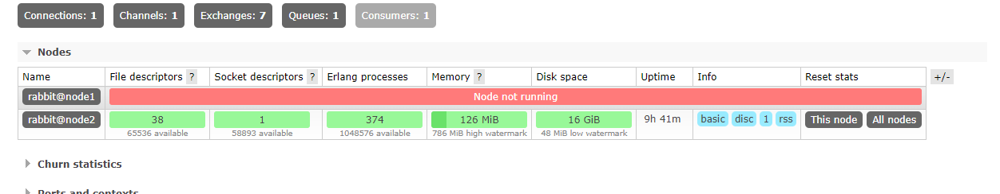 Connections: 1 Channels: 1 Exchanges: 7 Queues: 1 Consumers: 1
Nodes
Name File descriptors ? Socket descriptors ? Erlang processes Memory ? Disk space Uptime Info Reset stats +/-
rabbit@node1 Node not running
rabbit@node2 38 1 374 126 MiB 16 GiB 9h 41m basic disc 1 rss This node All nodes
65536 available 58893 available 1048576 available 786 MiB high watermark 48 MiB low watermark
Churn statistics
Ports and contexts